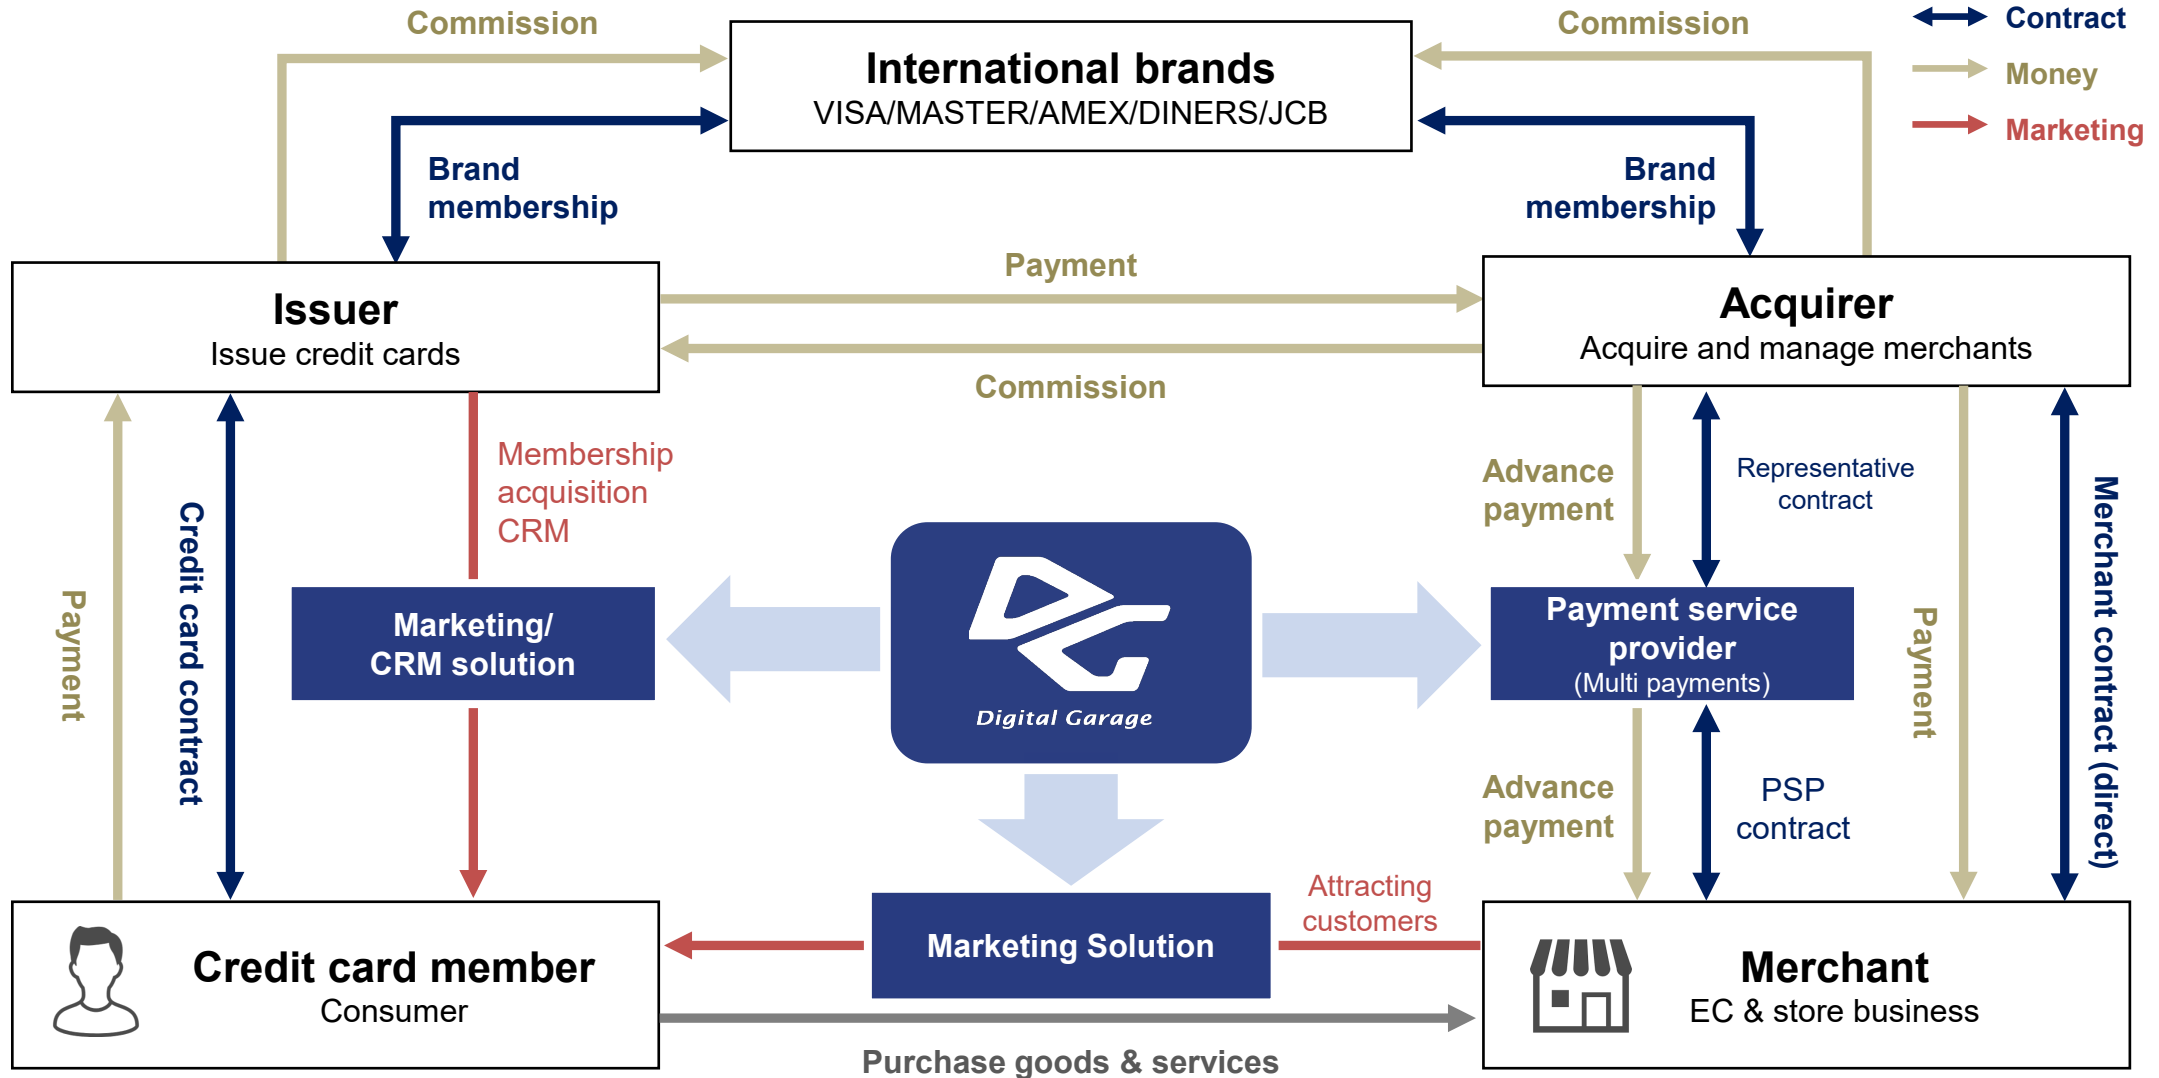 Commission
Commission
Contract
Money
Marketing
International brands
VISA/MASTER/AMEX/DINERS/JCB
Brand
membership
Brand
membership
Issuer
Issue credit cards
Payment
Commission
Acquirer
Acquire and manage merchants
Payment
Credit card contract
Membership
acquisition
CRM
Marketing/
CRM solution
Digital Garage
Advance
payment
Representative
contract
Payment service
provider
(Multi payments)
Payment
Merchant contract (direct)
Advance
payment
PSP
contract
Credit card member
Consumer
Marketing Solution
Attracting
customers
Merchant
EC & store business
Purchase goods & services